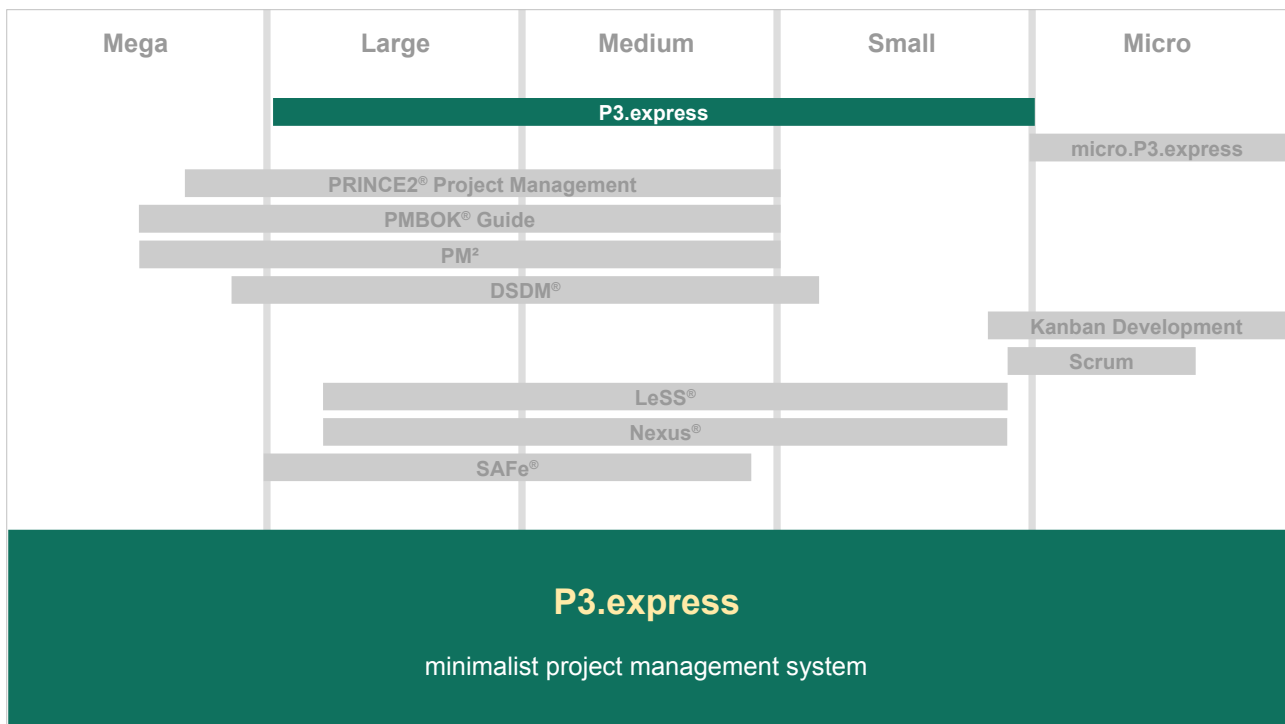 Mega Large Medium Small Micro
P3.express
micro.P3.express
PRINCE2® Project Management
PMBOK® Guide
PM²
DSDM®
Kanban Development
Scrum
LeSS®
Nexus®
SAFe®
P3.express
minimalist project management system